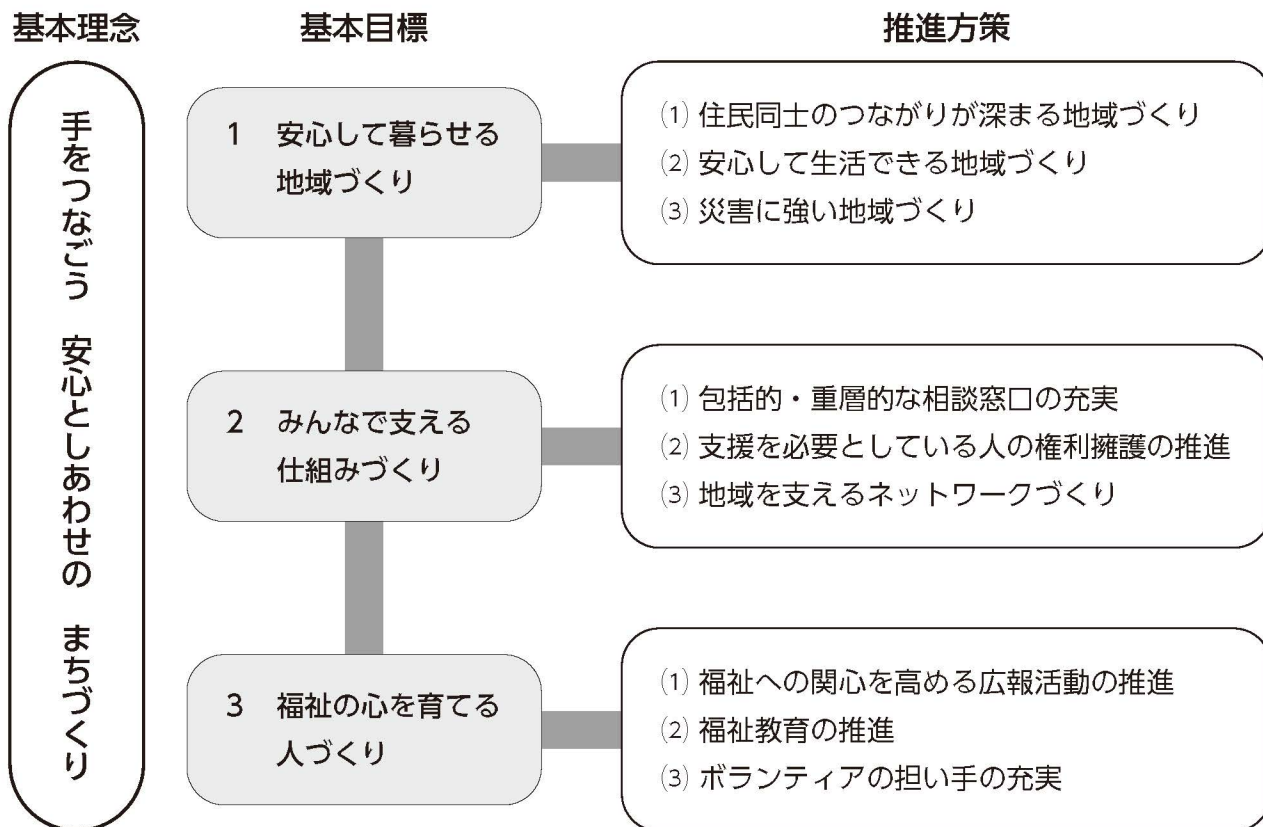 基本理念
基本目標
推進方策
手をつなごう　安心としあわせの　まちづくり
1　安心して暮らせる
地域づくり
⑴ 住民同士のつながりが深まる地域づくり
⑵ 安心して生活できる地域づくり
⑶ 災害に強い地域づくり
2　みんなで支える
仕組みづくり
⑴ 包括的・重層的な相談窓口の充実
⑵ 支援を必要としている人の権利擁護の推進
⑶ 地域を支えるネットワークづくり
3　福祉の心を育てる
人づくり
⑴ 福祉への関心を高める広報活動の推進
⑵ 福祉教育の推進
⑶ ボランティアの担い手の充実